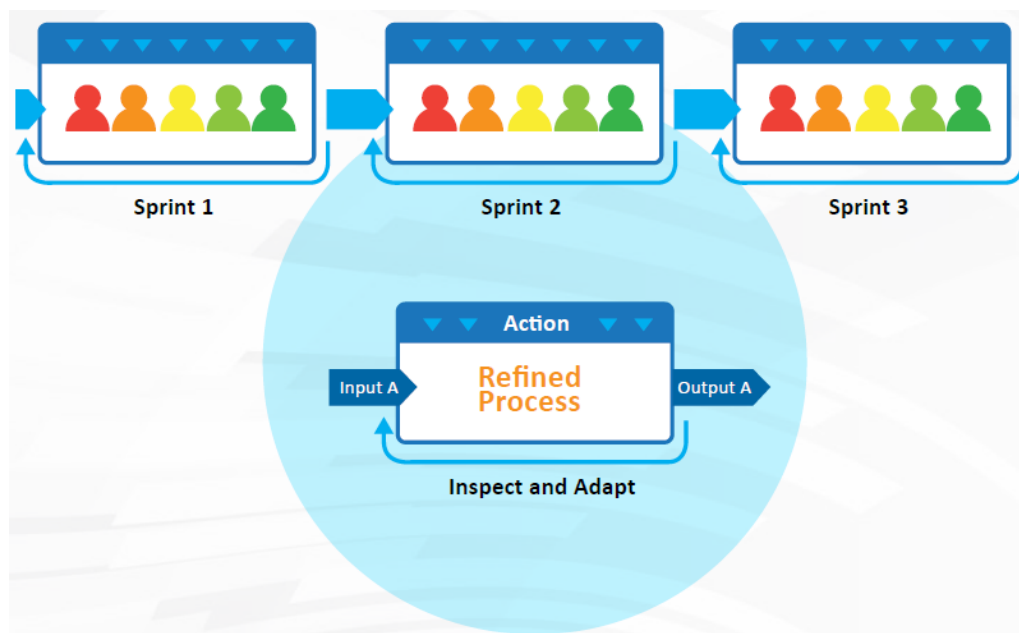 Sprint 1
Sprint 2
Sprint 3
Action
Input A
Refined
Process
Output A
Inspect and Adapt